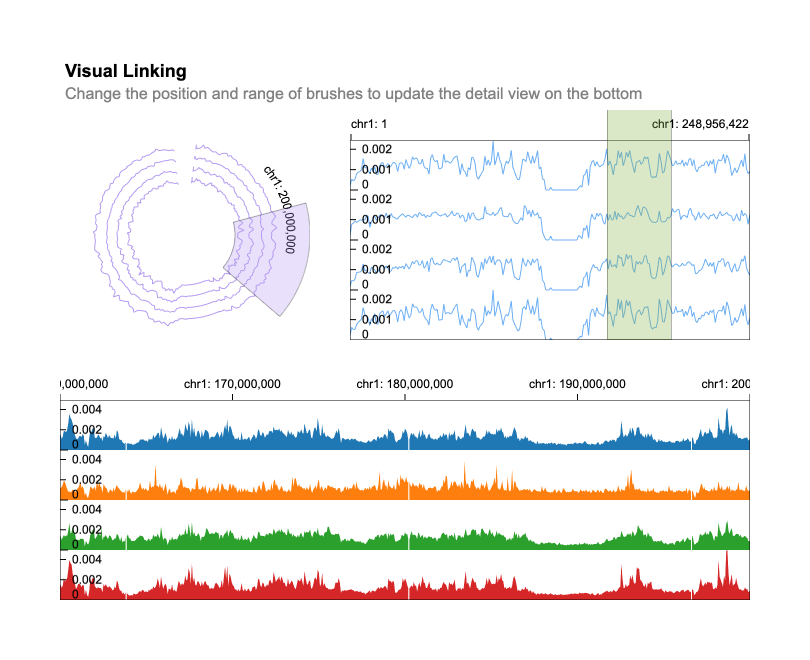 Visual Linking
Change the position and range of brushes to update the detail view on the bottom
chr1: 200,000,000
chr1: 1
chr1: 248,956,422
0.002
0.001
0
0.002
0.001
0
0.002
0.001
0
0.002
0.001
0
0,000,000
chr1: 170,000,000
chr1: 180,000,000
chr1: 190,000,000
chr1: 200
0.004
0.002
0
0.004
0.002
0
0.004
0.002
0
0.004
0.002
0